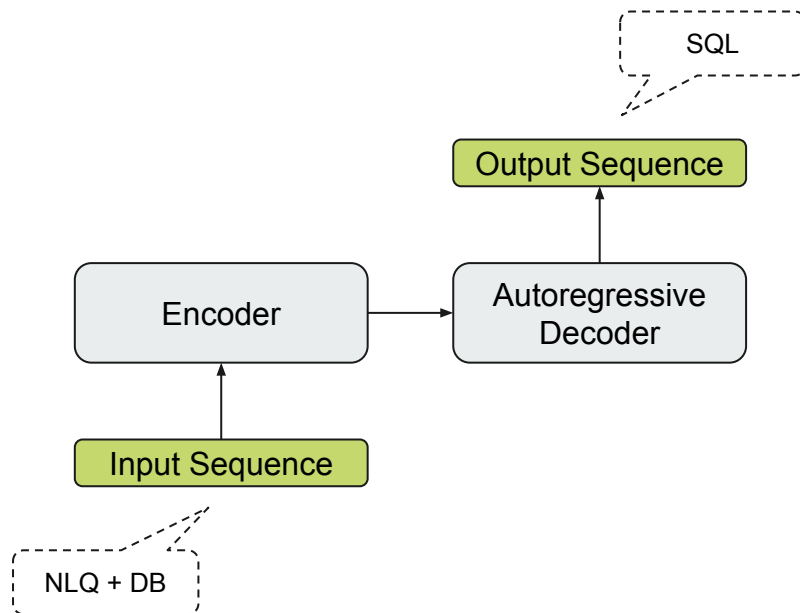 SQL
Output Sequence
Encoder
Autoregressive
Decoder
Input Sequence
NLQ + DB